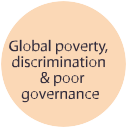 Global poverty,
discrimination
& poor
governance